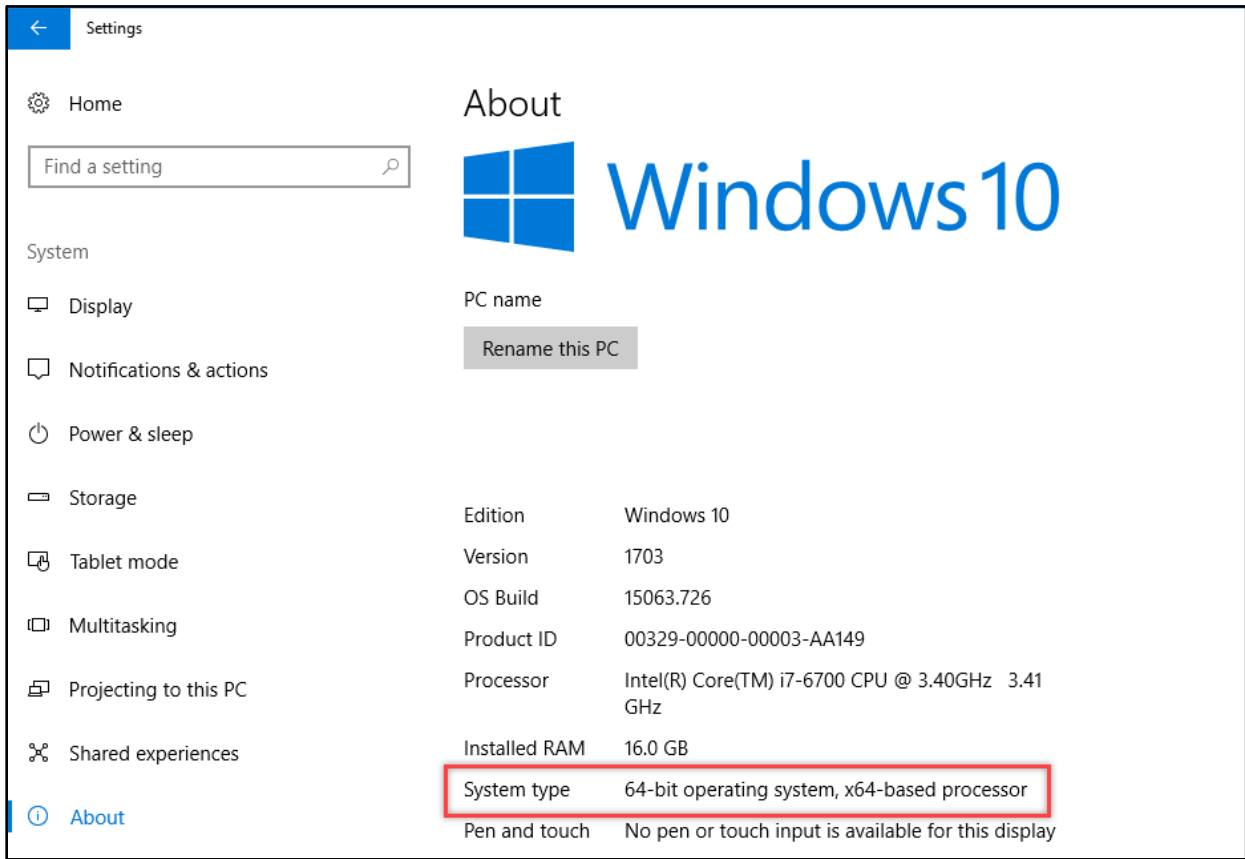 Settings
Home
Find a setting
System
Display
Notifications & actions
Power & sleep
Storage
Tablet mode
Multitasking
Projecting to this PC
Shared experiences
About
About
Windows 10
PC name
Rename this PC
Edition Windows 10
Version 1703
OS Build 15063.726
Product ID 00329-00000-00003-AA149
Processor Intel(R) Core(TM) i7-6700 CPU @ 3.40GHz 3.41
GHz
Installed RAM 16.0 GB
System type 64-bit operating system, x64-based processor
Pen and touch No pen or touch input is available for this display